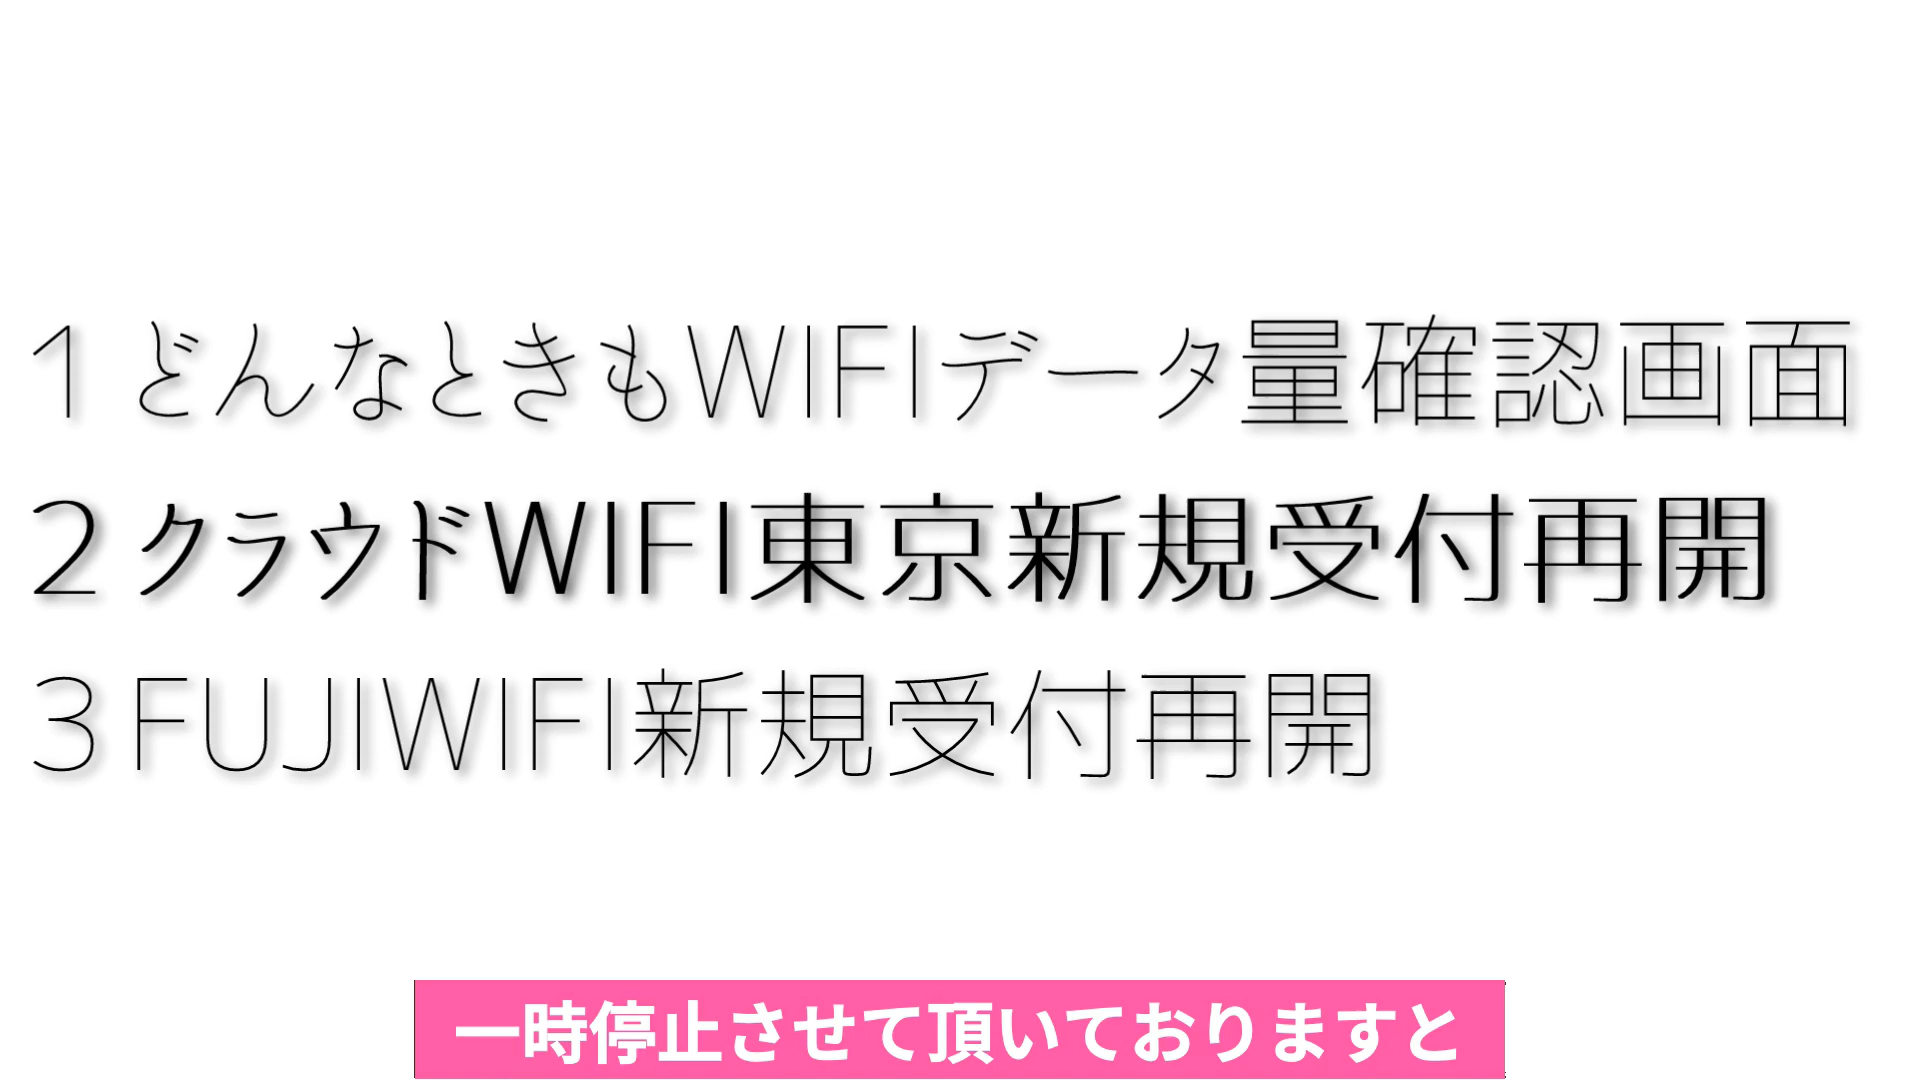 1 どんなときもWIFIデータ量確認画面
2 クラウドWIFI東京新規受付再開
3 FUJIWIFI新規受付再開
一時停止させて頂いておりますと